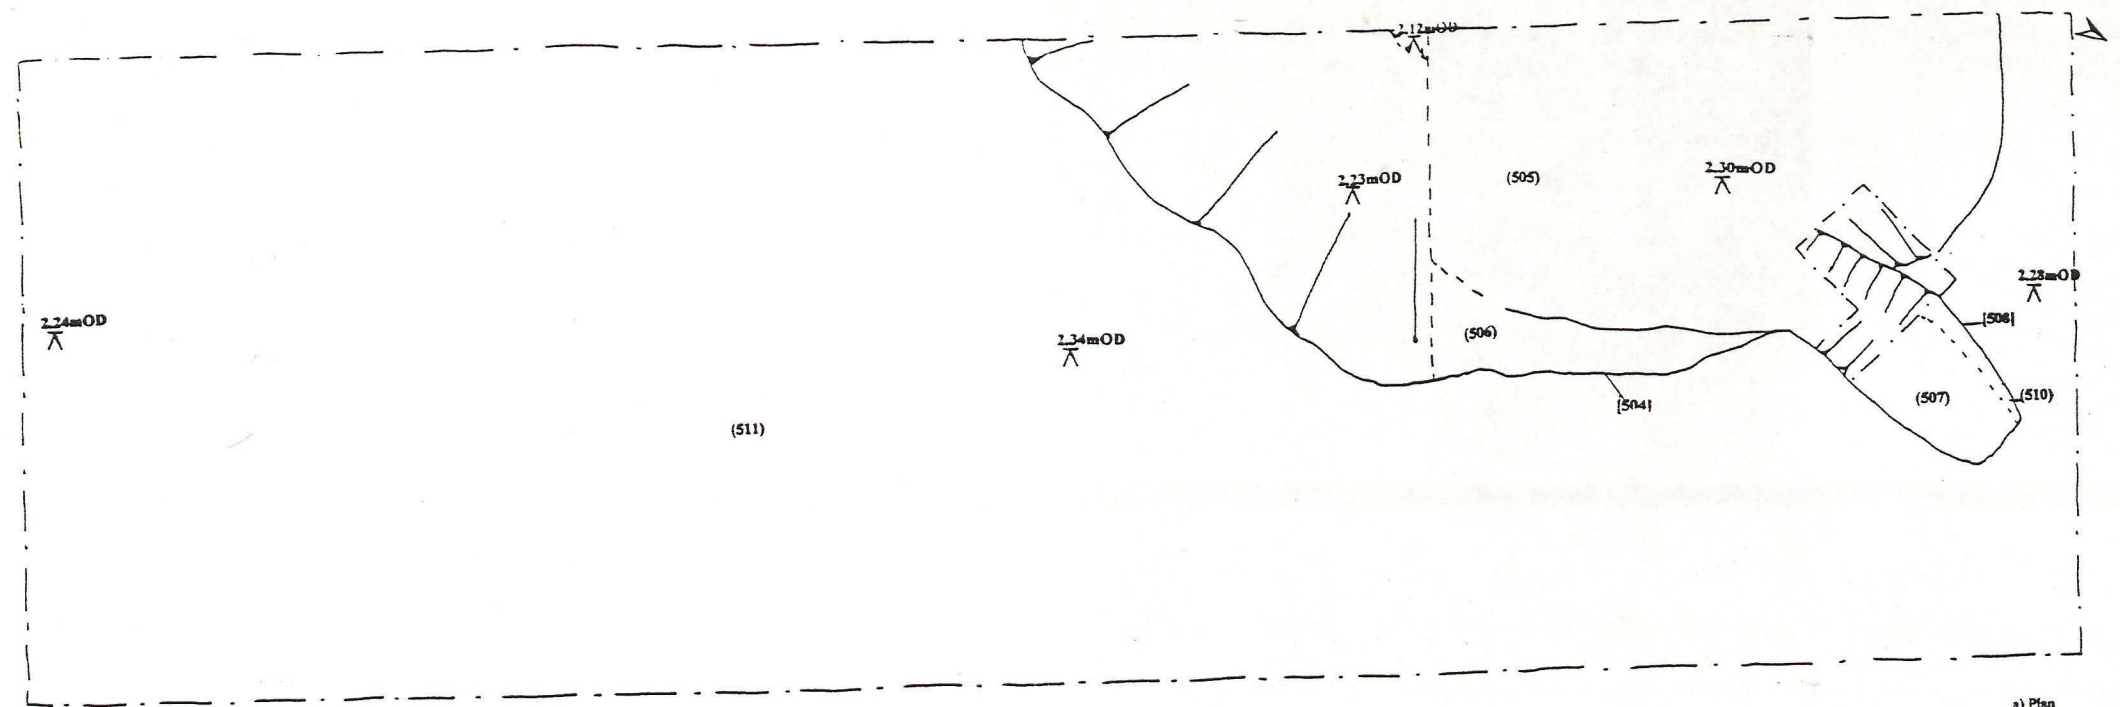 2.12mOD
2.23mOD
(505)
2.30mOD
2.28mOD
2.24mOD
2.34mOD
(506)
[508]
[504]
(507)
(510)
(511)
a) Plan